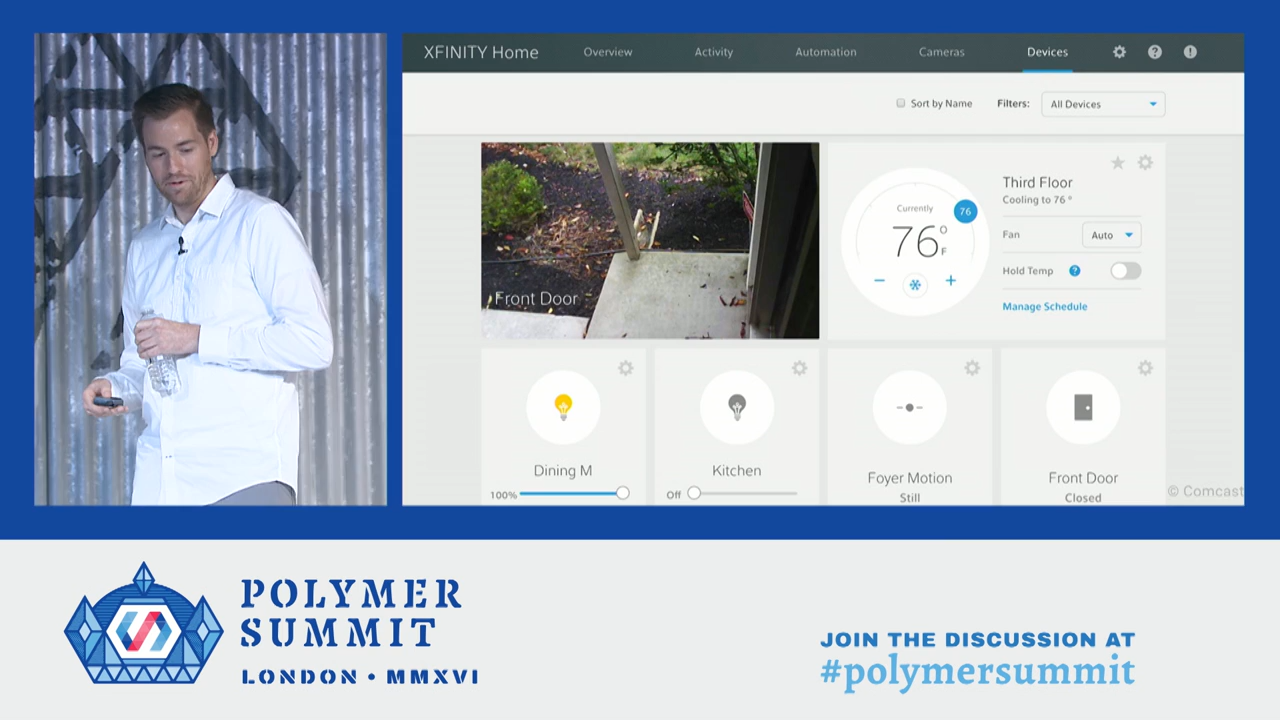 XFINITY Home Overview Activity Automation Cameras Devices
Sort by Name Filters: All Devices
Front Door
Currently
76
76°F
Third Floor
Cooling to 76 °
Fan Auto
Hold Temp ?
Manage Schedule
Dining M
100%
Kitchen
Off
Foyer Motion
Still
Front Door
Closed
© Comcast
POLYMER
SUMMIT
LONDON • MMXVI
JOIN THE DISCUSSION AT
#polymersummit